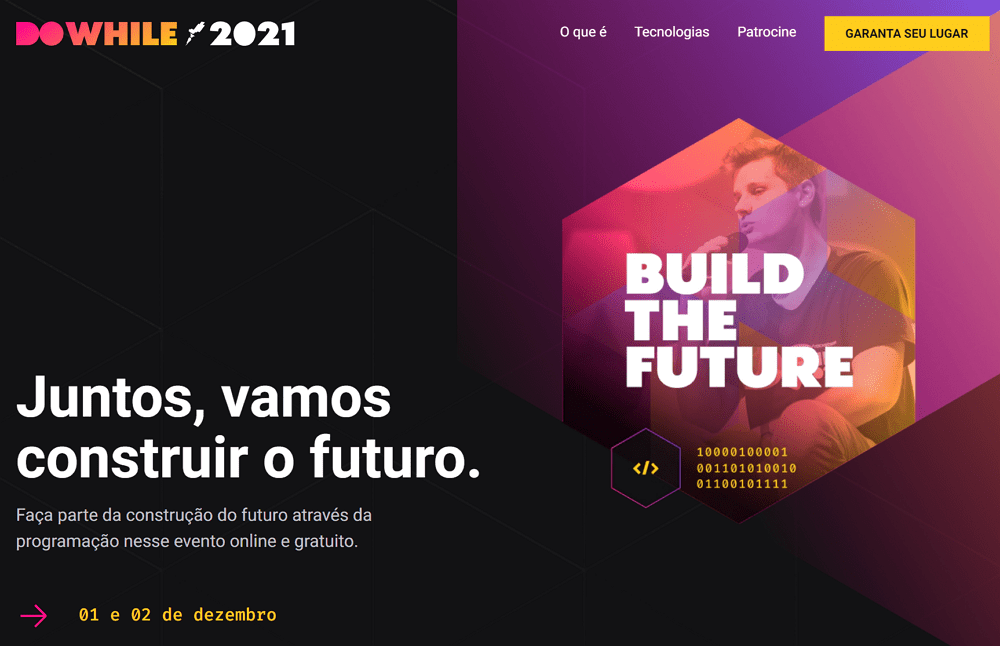 DOWHILE 2021
O que é
Tecnologias
Patrocine
GARANTA SEU LUGAR
BUILD
THE
FUTURE
Juntos, vamos
construir o futuro.
</>
10000100001
001101010010
01100101111
Faça parte da construção do futuro através da
programação nesse evento online e gratuito.
01 e 02 de dezembro